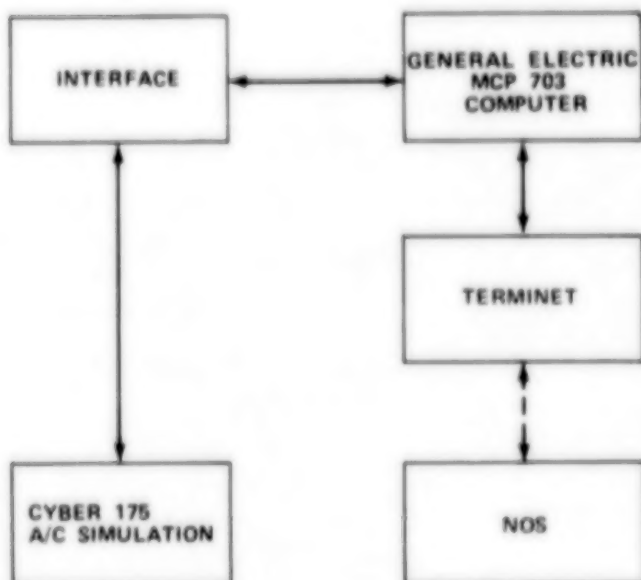 INTERFACE
GENERAL ELECTRIC
MCP 703
COMPUTER
TERMINET
CYBER 175
A/C SIMULATION
NOS